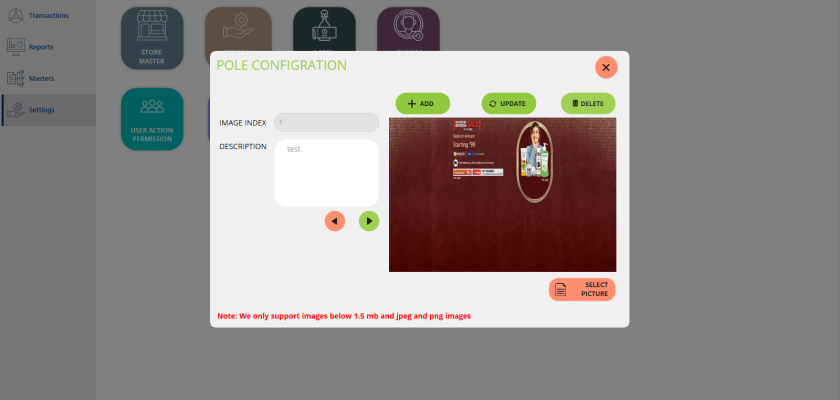 Transactions
Reports
Masters
Settings
STORE
MASTER
USER ACTION
PERMISSION
POLE CONFIGRATION
ADD
UPDATE
DELETE
IMAGE INDEX
1
DESCRIPTION
test
Starting
SELECT
PICTURE
Note: We only support images below 1.5 mb and jpeg and png images